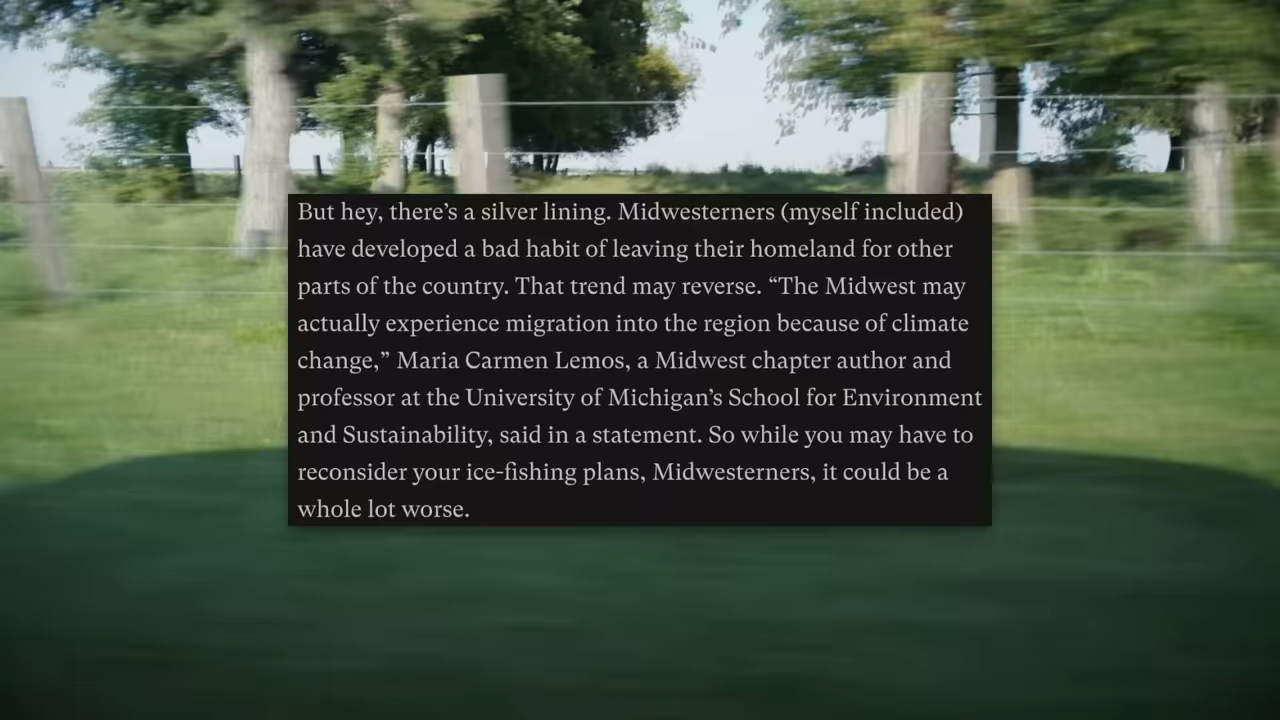 But hey, there’s a silver lining. Midwesterners (myself included)
have developed a bad habit of leaving their homeland for other
parts of the country. That trend may reverse. “The Midwest may
actually experience migration into the region because of climate
change,” Maria Carmen Lemos, a Midwest chapter author and
professor at the University of Michigan’s School for Environment
and Sustainability, said in a statement. So while you may have to
reconsider your ice-fishing plans, Midwesterners, it could be a
whole lot worse.